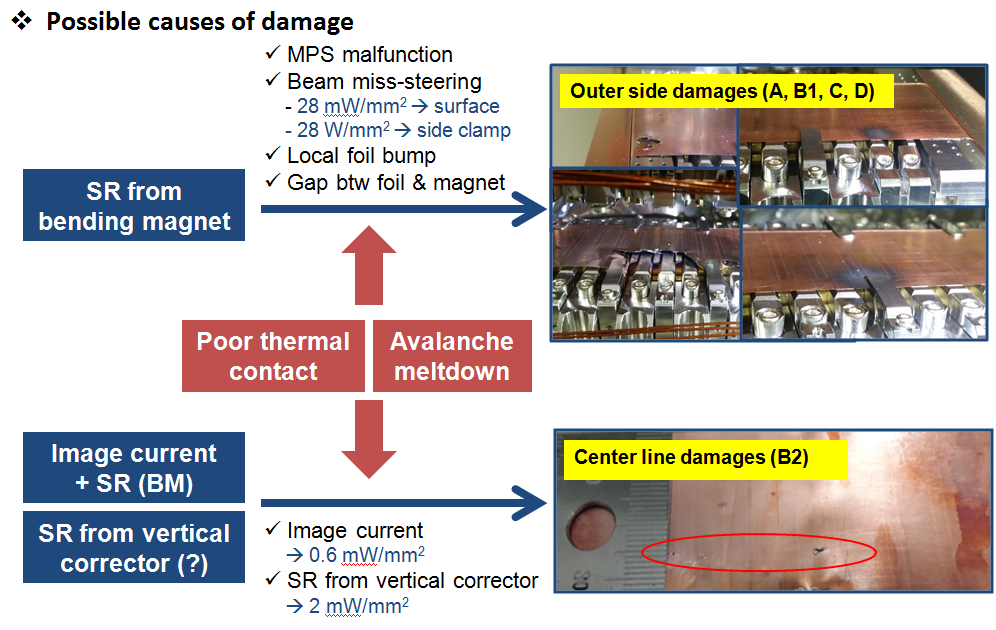 ❖ Possible causes of damage
✓ MPS malfunction
✓ Beam miss-steering
- 28 mW/mm² → surface
- 28 W/mm² → side clamp
✓ Local foil bump
✓ Gap btw foil & magnet
SR from
bending magnet
Outer side damages (A, B1, C, D)
Poor thermal
contact
Avalanche
meltdown
Image current
+ SR (BM)
SR from vertical
corrector (?)
✓ Image current
→ 0.6 mW/mm²
✓ SR from vertical corrector
→ 2 mW/mm²
Center line damages (B2)